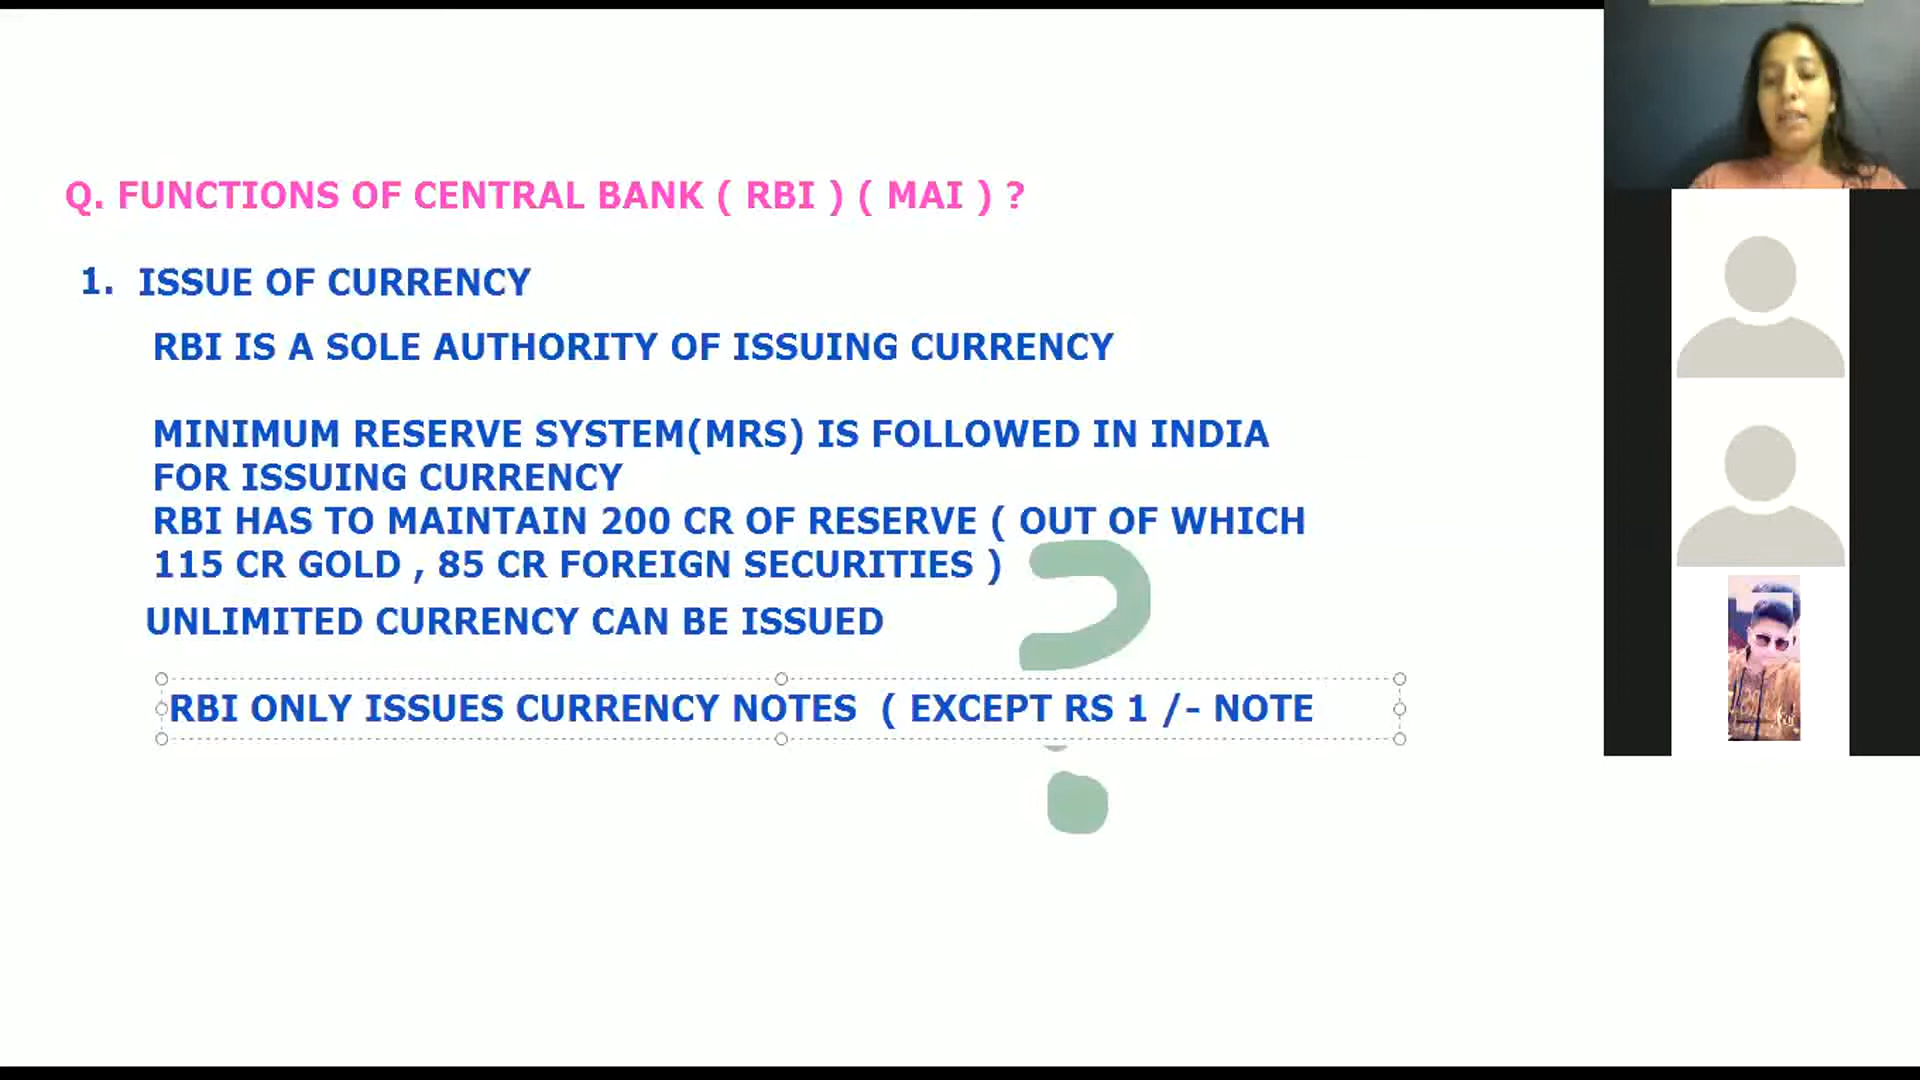 Q. FUNCTIONS OF CENTRAL BANK ( RBI ) ( MAI ) ?
1. ISSUE OF CURRENCY
RBI IS A SOLE AUTHORITY OF ISSUING CURRENCY
MINIMUM RESERVE SYSTEM(MRS) IS FOLLOWED IN INDIA
FOR ISSUING CURRENCY
RBI HAS TO MAINTAIN 200 CR OF RESERVE ( OUT OF WHICH
115 CR GOLD , 85 CR FOREIGN SECURITIES )
UNLIMITED CURRENCY CAN BE ISSUED
RBI ONLY ISSUES CURRENCY NOTES ( EXCEPT RS 1 /- NOTE